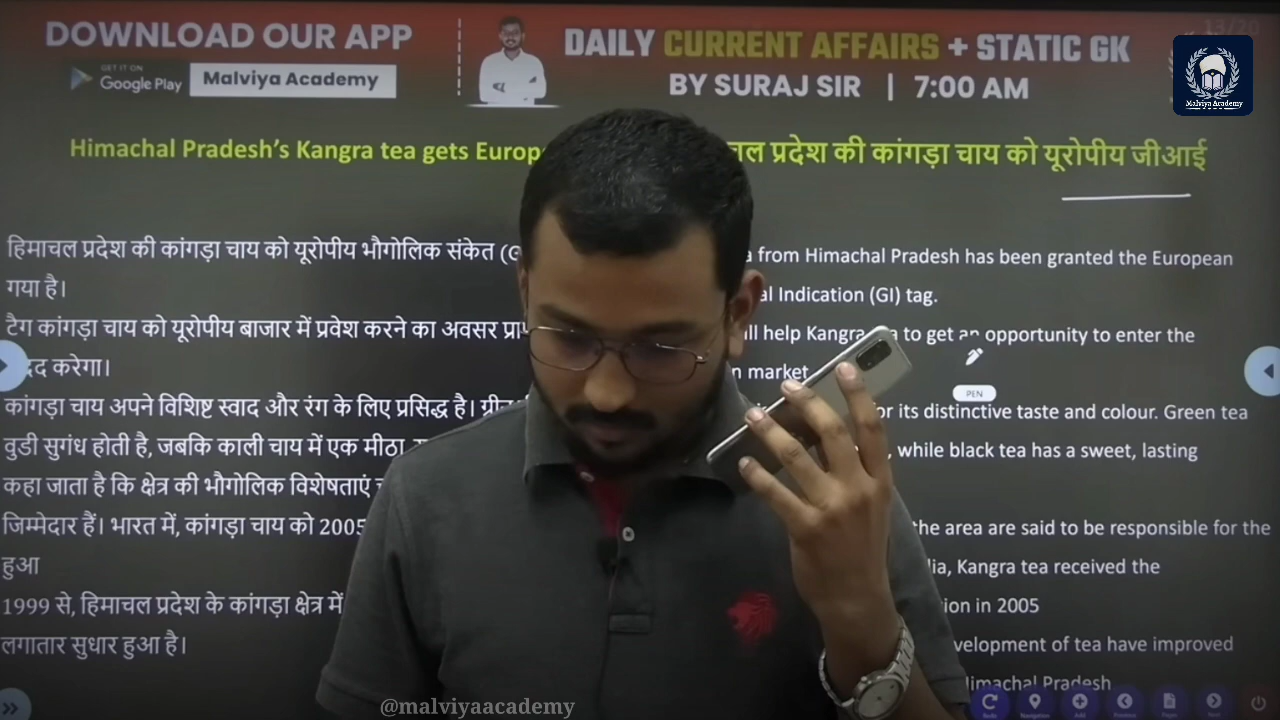 DOWNLOAD OUR APP
GET IT ON
Google Play
Malviya Academy
DAILY CURRENT AFFAIRS + STATIC GK
BY SURAJ SIR | 7:00 AM
13/20
Malviya Academy
Himachal Pradesh's Kangra tea gets Europ
प्रदेश की कांगड़ा चाय को यूरोपीय जीआई
हिमाचल प्रदेश की कांगड़ा चाय को यूरोपीय भौगोलिक संकेत
गया है।
टैग कांगड़ा चाय को यूरोपीय बाजार में प्रवेश करने का अवसर
करेगा।
कांगड़ा चाय अपने विशिष्ट स्वाद और रंग के लिए प्रसिद्ध है।
वुडी सुगंध होती है, जबकि काली चाय में एक मीठा
कहा जाता है कि क्षेत्र की भौगोलिक विशेषताएं
जिम्मेदार हैं। भारत में, कांगड़ा चाय को 2005
हुआ
1999 से, हिमाचल प्रदेश के कांगड़ा क्षेत्र में
लगातार सुधार हुआ है।
from Himachal Pradesh has been granted the European
al Indication (GI) tag.
ll help Kangra to get an opportunity to enter the
n market
PEN
or its distinctive taste and colour. Green tea
, while black tea has a sweet, lasting
the area are said to be responsible for the
ia, Kangra tea received the
ion in 2005
velopment of tea have improved
Himachal Pradesh
@malviyaacademy